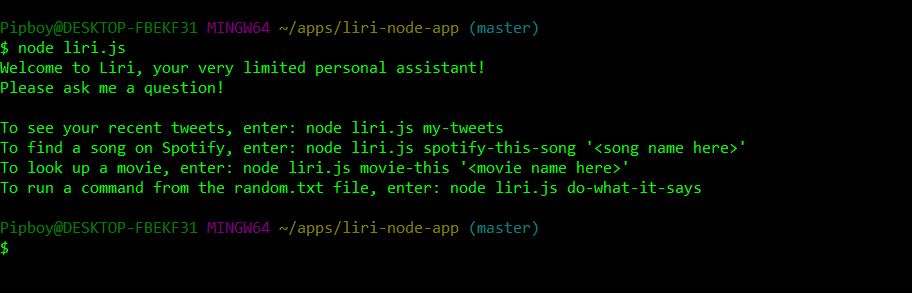 Pipboy@DESKTOP-FBEKF31 MINGW64 ~/apps/liri-node-app (master)
$ node liri.js
Welcome to Liri, your very limited personal assistant!
Please ask me a question!
To see your recent tweets, enter: node liri.js my-tweets
To find a song on Spotify, enter: node liri.js spotify-this-song '<song name here>'
To look up a movie, enter: node liri.js movie-this '<movie name here>'
To run a command from the random.txt file, enter: node liri.js do-what-it-says
Pipboy@DESKTOP-FBEKF31 MINGW64 ~/apps/liri-node-app (master)
$